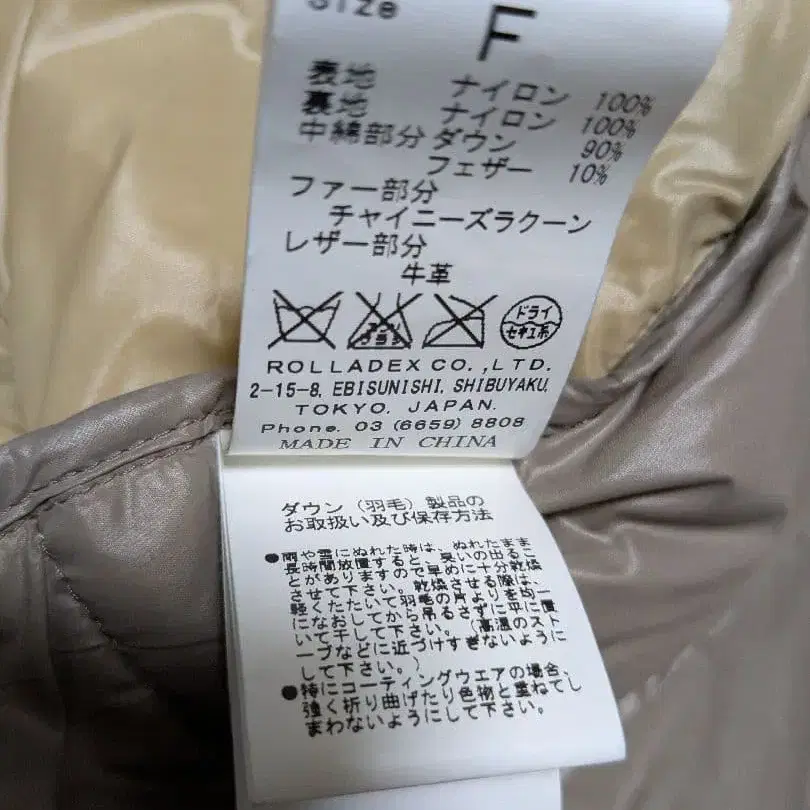 Size F
表地 ナイロン 100%
裏地 ナイロン 100%
中綿部分 ダウン 90%
フェザー 10%
ファー部分
チャイニーズラクーン
レザー部分
牛革
エンソ サラシ
ドライ
セキユ系
ROLLADEX CO.,LTD.
2-15-8, EBISUNISHI, SHIBUYAKU,
TOKYO, JAPAN.
Phone. 03 (6659) 8808
MADE IN CHINA
ダウン (羽毛) 製品の
お取扱い及び保存方法
●雨や雪にぬれた時は、ぬれたまま
長時間放置すると、臭いの出るこ
とがありますので早めに十分乾燥
させて下さい。乾燥させる際は、
軽くたたいて羽毛の片よりを均一
になおしてから吊るさずに平に置
いて干して下さい。(高温のスト
ーブなどに近づけすぎないように
して下さい。)
●特にコーティングウエアの場合、
強く折り曲げたり色物と重ねてし
まわないようにして下さい。